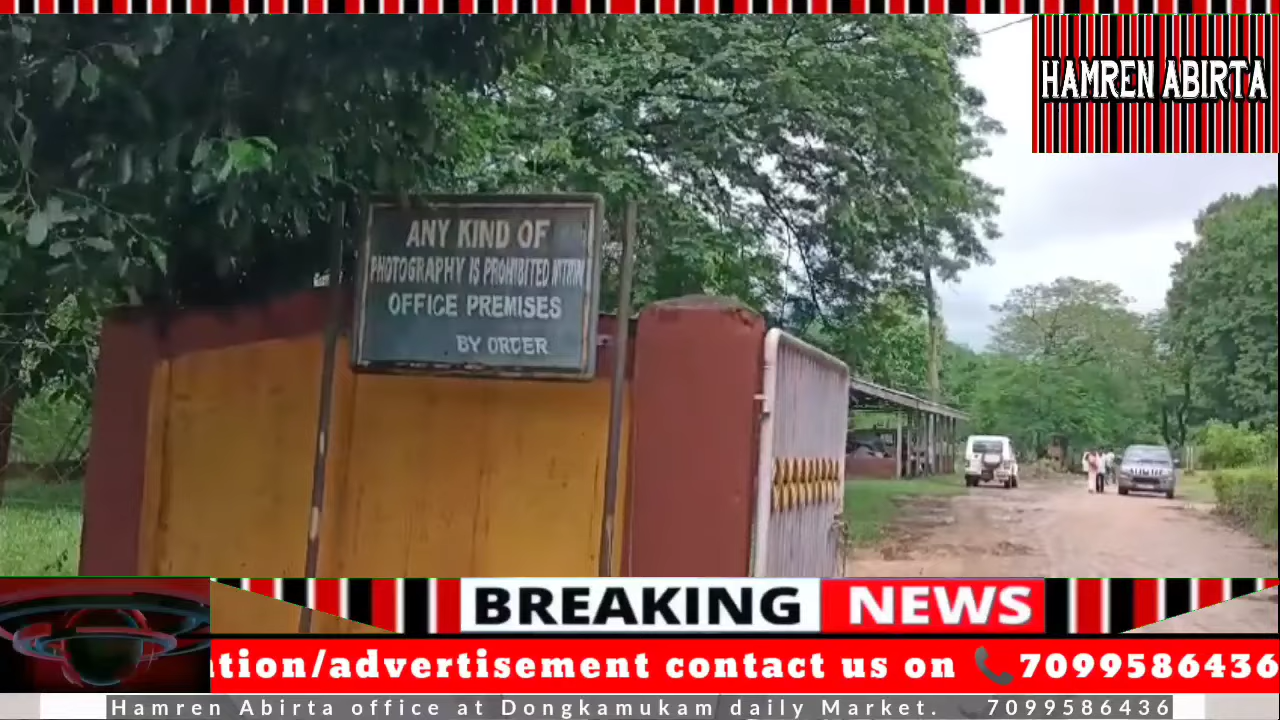 HAMREN ABIRTA
ANY KIND OF
PHOTOGRAPHY IS PROHIBITED WITHIN
OFFICE PREMISES
BY ORDER
BREAKING NEWS
ation/advertisement contact us on 📞7099586436
Hamren Abirta office at Dongkamukam daily Market. 7099586436